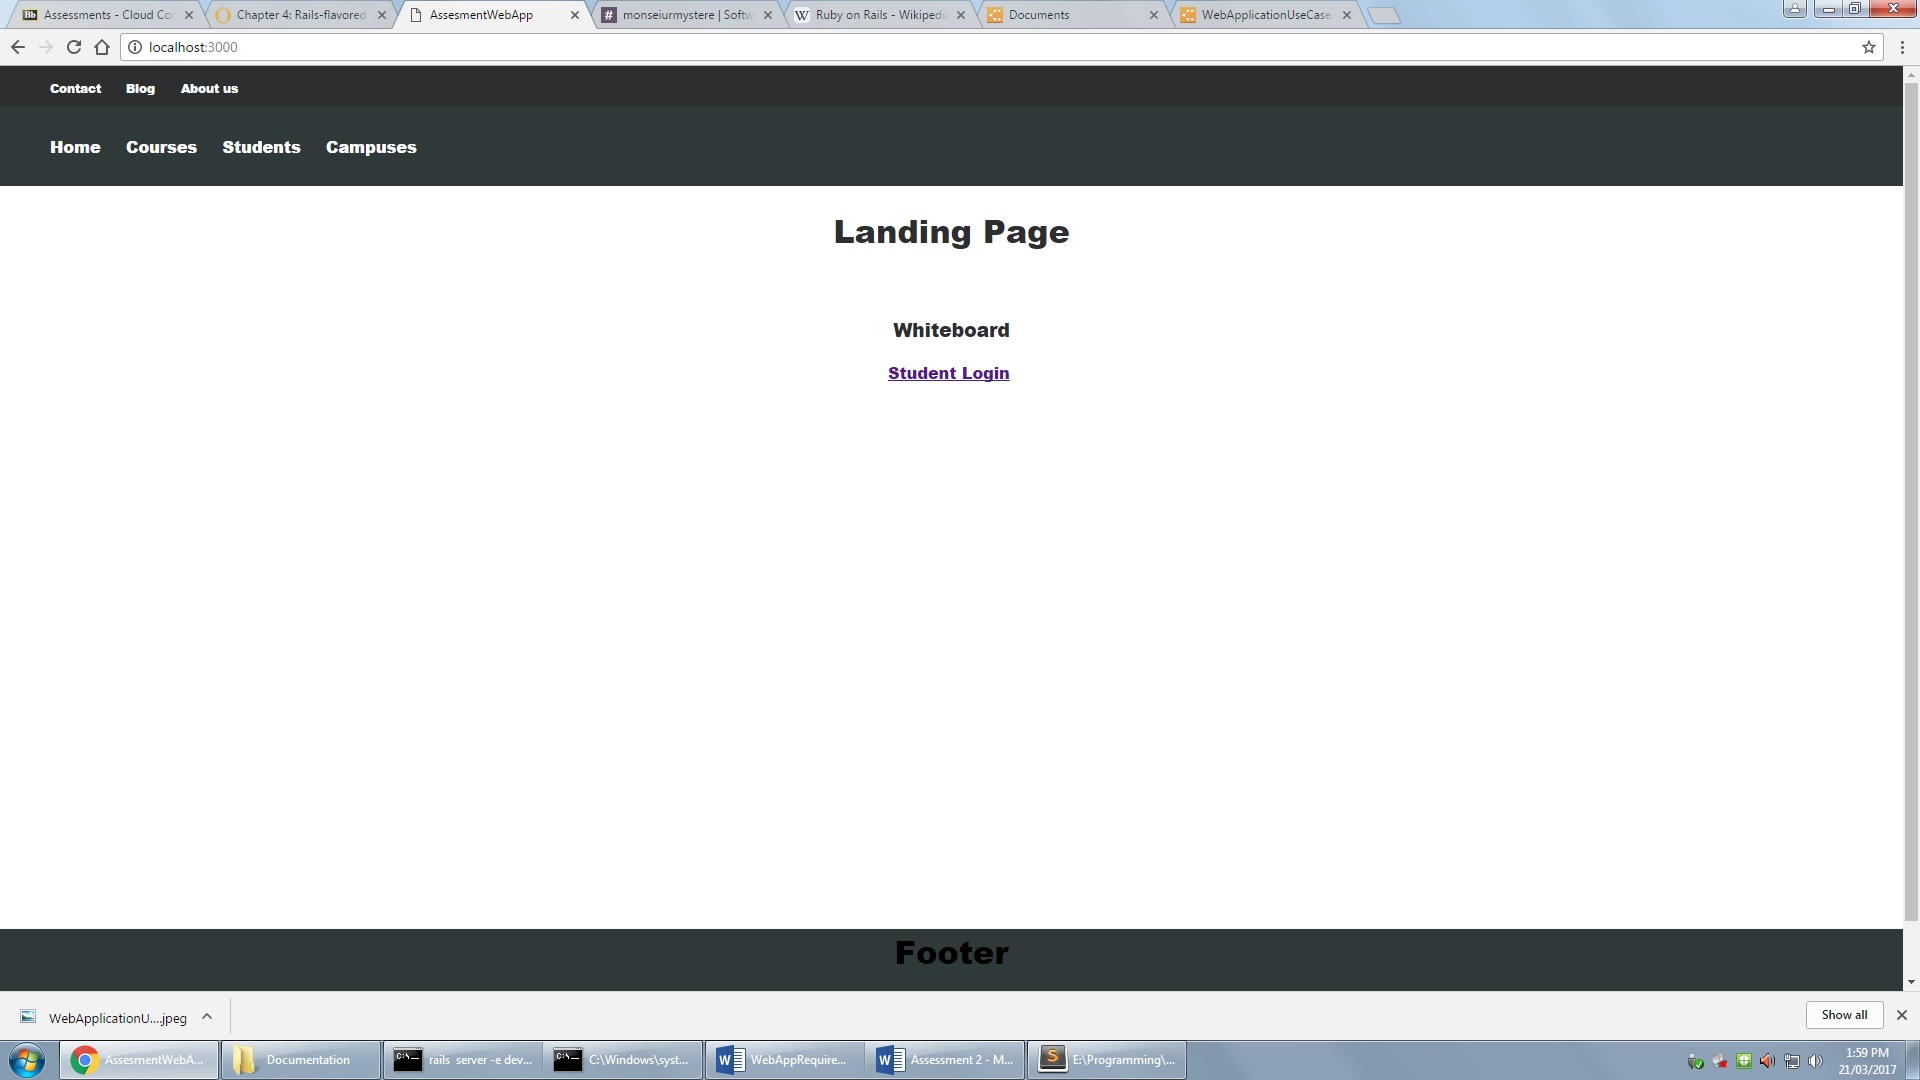 Assessments - Cloud Co
Chapter 4: Rails-flavored
AssesmentWebApp
monseiurmystere | Softw
Ruby on Rails - Wikipedi
Documents
WebApplicationUseCase
localhost:3000
Contact Blog About us
Home Courses Students Campuses
Landing Page
Whiteboard
Student Login
Footer
WebApplicationU....jpeg
Show all
AssesmentWebA...
Documentation
rails server -e dev...
C:\Windows\syst...
WebAppRequire...
Assessment 2 - M...
E:\Programming\...
1:59 PM
21/03/2017